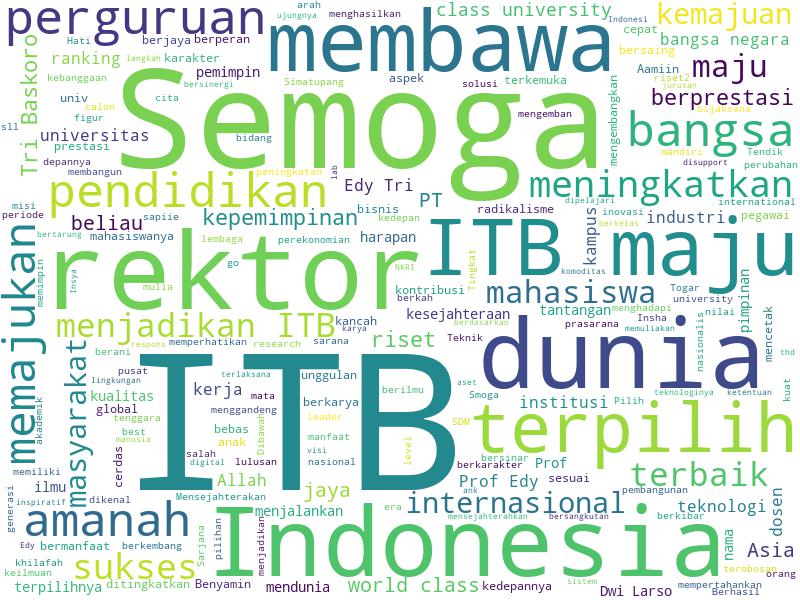 perguruan
ujungnya
arah
menghasilkan
class university
Indonesi
kemajuan
Hati
berjaya
berperan
membawa
cepat
bangsa negara
ranking
langkah
karakter
bersaing
kebanggaan
pemimpin
Simatupang
aspek
solusi
terkemuka
Aamiin
riset2
maju
Tri Baskoro
univ
cita
bersinergi
Semoga
jurusan
berprestasi
calon
figur
mengemban
mengembangkan
bijaksana
sll
universitas
bidang
bangsa
prestasi
mandiri
Tendik
depannya
peningkatan
lab
disupport
perubahan
membangun
pendidikan
Edy Tri
PT
dipelajari
meningkatkan
international
misi
periode
beliau
sapiie
kepemimpinan
bisnis
kedepan
radikalisme
kampus
inovasi
industri
pegawai
bertarung
mahasiswanya
lembaga
perekonomian
harapan
ITB
berkelas
maju
memajukan
memimpin
Insya
rektor
go
NKRI
Tingkat
komoditas
Togar
mulia
kontribusi
mahasiswa
university
pimpinan
berkah
menjadikan ITB
kancah
karya
kesejahteraan
tantangan
menghadapi
Insha
nilai
prasarana
memuliakan
nasionalis
mencetak
berdasarkan
Teknik
respons
memperhatikan
research
sarana
riset
dunia
thd
berani
masyarakat
pusat
terlaksana
ITB
unggulan
berilmu
aset
teknologinya
ketentuan
kuat
lingkungan
kualitas
kerja
mata
Smoga
institusi
Pilih
akademik
global
tenggara
menggandeng
berkarya
leader
SDM
terpilih
best
manusia
bebas
anak
Dibawah
manfaat
level
visi
bersinar
cerdas
salah
lulusan
nasional
berkarakter
Prof
memiliki
digital
Allah
Prof Edy
sesuai
terbaik
ilmu
dikenal
Mensejahterakan
jaya
ank
pembangunan
generasi
inspiratif
amanah
menjalankan
era
internasional
teknologi
dosen
Sarjana
pilihan
menjadikan
mensejahterahkan
bersangkutan
berkibar
nama
Edy
bermanfaat
berkembang
Indonesia
Asia
khilafah
keilmuan
sukses
terobosan
orang
sistem
terpilihnya
ditingkatkan
Benyamin
mendunia
world class
kedepannya
Dwi Larso
mempertahankan
Berhasil